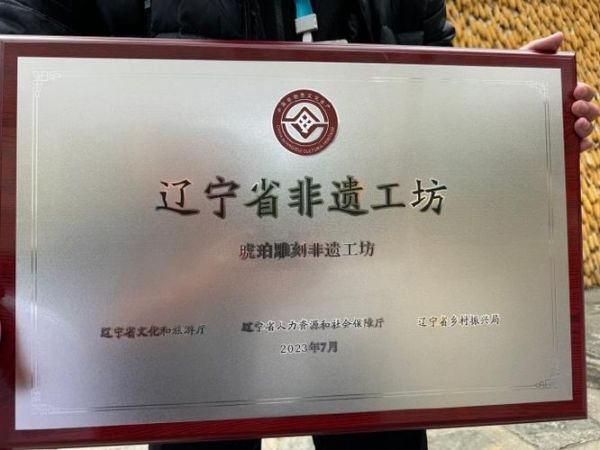 辽宁省非遗工坊
琥珀雕刻非遗工坊
辽宁省文化和旅游厅 辽宁省人力资源和社会保障厅 辽宁省乡村振兴局
2023年7月